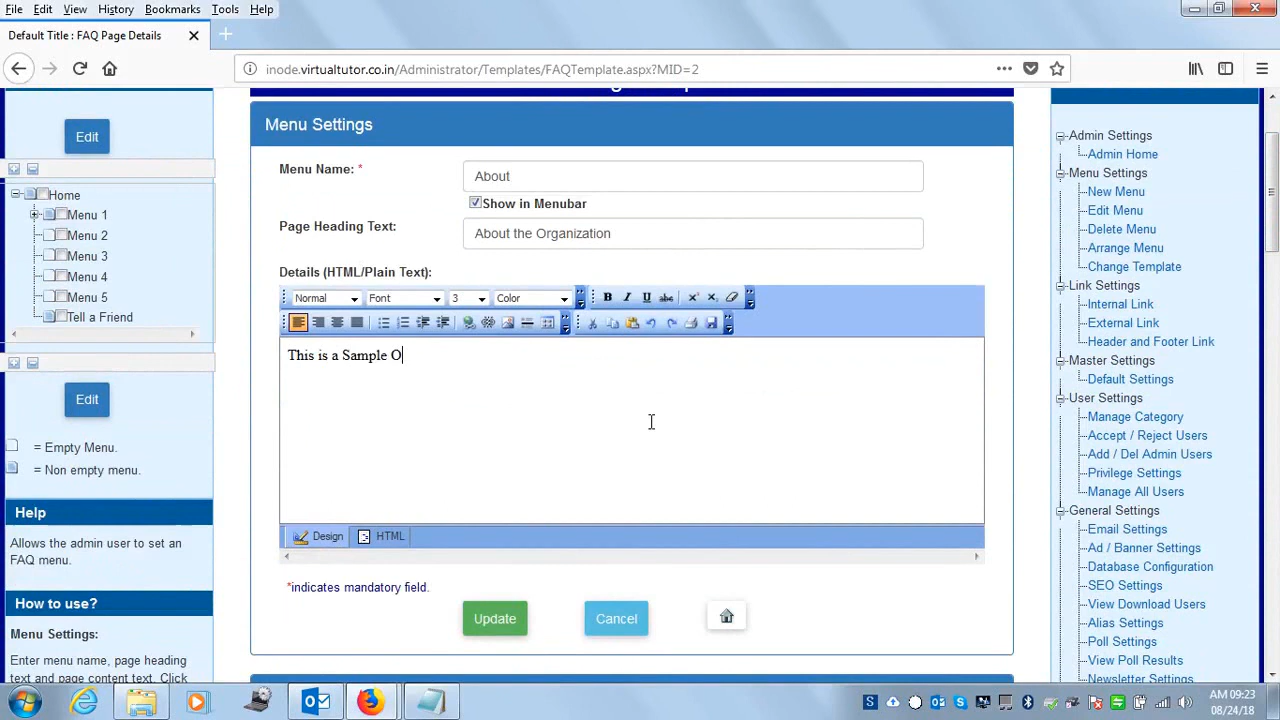 File Edit View History Bookmarks Tools Help
Default Title : FAQ Page Details
inode.virtualtutor.co.in/Administrator/Templates/FAQTemplate.aspx?MID=2
Edit
Home
Menu 1
Menu 2
Menu 3
Menu 4
Menu 5
Tell a Friend
Edit
= Empty Menu.
= Non empty menu.
Help
Allows the admin user to set an
FAQ menu.
How to use?
Menu Settings:
Enter menu name, page heading
text and page content text. Click
Menu Settings
Menu Name: *
About
Show in Menubar
Page Heading Text:
About the Organization
Details (HTML/Plain Text):
Normal Font 3 Color B I U abc
This is a Sample O
Design HTML
*indicates mandatory field.
Update Cancel
Admin Settings
Admin Home
Menu Settings
New Menu
Edit Menu
Delete Menu
Arrange Menu
Change Template
Link Settings
Internal Link
External Link
Header and Footer Link
Master Settings
Default Settings
User Settings
Manage Category
Accept / Reject Users
Add / Del Admin Users
Privilege Settings
Manage All Users
General Settings
Email Settings
Ad / Banner Settings
Database Configuration
SEO Settings
View Download Users
Alias Settings
Poll Settings
View Poll Results
Newsletter Settings
AM 09:23
08/24/18